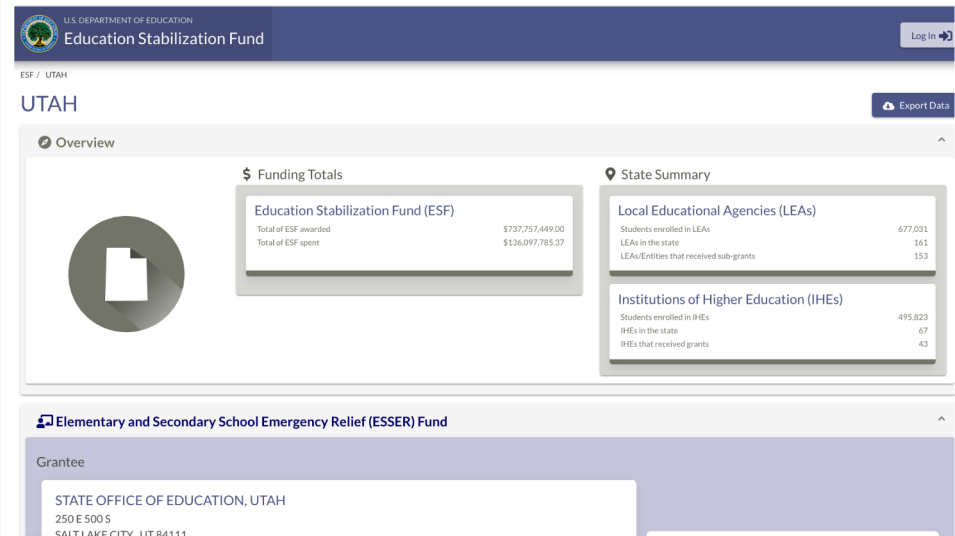 U.S. DEPARTMENT OF EDUCATION
Education Stabilization Fund
Log In
ESF / UTAH
UTAH
Export Data
Overview
$ Funding Totals
Education Stabilization Fund (ESF)
Total of ESF awarded $737,757,449.00
Total of ESF spent $136,097,785.37
State Summary
Local Educational Agencies (LEAs)
Students enrolled in LEAs 677,031
LEAs in the state 161
LEAs/Entities that received sub-grants 153
Institutions of Higher Education (IHEs)
Students enrolled in IHEs 495,823
IHEs in the state 67
IHEs that received grants 43
Elementary and Secondary School Emergency Relief (ESSER) Fund
Grantee
STATE OFFICE OF EDUCATION, UTAH
250 E 500 S
SALT LAKE CITY, UT 84111